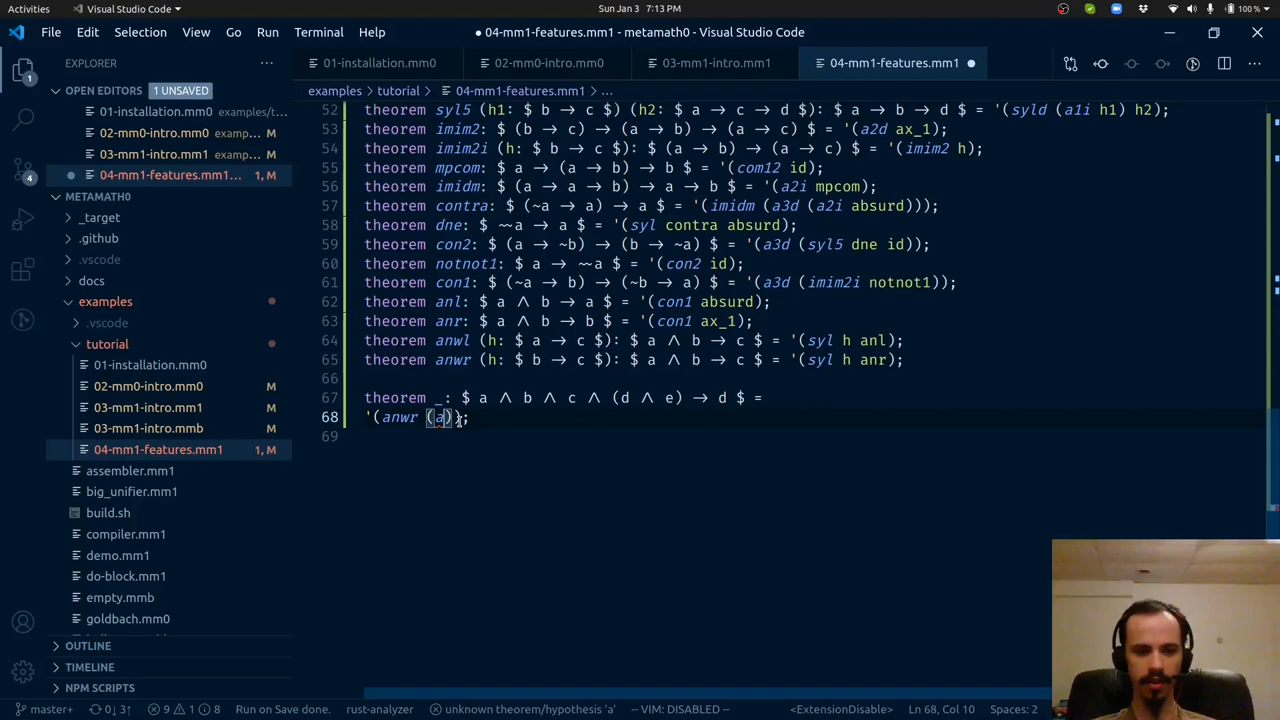 Activities
Visual Studio Code
Sun Jan 3 7:13 PM
100 %
File Edit Selection View Go Run Terminal Help
● 04-mm1-features.mm1 - metamath0 - Visual Studio Code
EXPLORER
01-installation.mm0
02-mm0-intro.mm0
03-mm1-intro.mm1
04-mm1-features.mm1
OPEN EDITORS 1 UNSAVED
examples > tutorial > 04-mm1-features.mm1 > ...
01-installation.mm0 examples/t...
02-mm0-intro.mm0 examp... M
03-mm1-intro.mm1 examp... M
04-mm1-features.mm1... 1, M
METAMATH0
_target
.github
.vscode
docs
examples
.vscode
tutorial
01-installation.mm0
02-mm0-intro.mm0 M
03-mm1-intro.mm1 M
03-mm1-intro.mmb M
04-mm1-features.mm1 1, M
assembler.mm1
big_unifier.mm1
build.sh
compiler.mm1
demo.mm1
do-block.mm1
empty.mmb
goldbach.mm0
OUTLINE
TIMELINE
NPM SCRIPTS
52 theorem syl5 (h1: $ b → c $) (h2: $ a → c → d $): $ a → b → d $ = '(syld (a1i h1) h2);
53 theorem imim2: $ (b → c) → (a → b) → (a → c) $ = '(a2d ax_1);
54 theorem imim2i (h: $ b → c $): $ (a → b) → (a → c) $ = '(imim2 h);
55 theorem mpcom: $ a → (a → b) → b $ = '(com12 id);
56 theorem imidm: $ (a → a → b) → a → b $ = '(a2i mpcom);
57 theorem contra: $ (~a → a) → a $ = '(imidm (a3d (a2i absurd)));
58 theorem dne: $ ~~a → a $ = '(syl contra absurd);
59 theorem con2: $ (a → ~b) → (b → ~a) $ = '(a3d (syl5 dne id));
60 theorem notnot1: $ a → ~~a $ = '(con2 id);
61 theorem con1: $ (~a → b) → (~b → a) $ = '(a3d (imim2i notnot1));
62 theorem anl: $ a ∧ b → a $ = '(con1 absurd);
63 theorem anr: $ a ∧ b → b $ = '(con1 ax_1);
64 theorem anwl (h: $ a → c $): $ a ∧ b → c $ = '(syl h anl);
65 theorem anwr (h: $ b → c $): $ a ∧ b → c $ = '(syl h anr);
66
67 theorem _: $ a ∧ b ∧ c ∧ (d ∧ e) → d $ =
68 '(anwr (a));
69
master+ 0↓ 3↑ 9 1 8 Run on Save done. rust-analyzer unknown theorem/hypothesis 'a' -- VIM: DISABLED -- <ExtensionDisable> Ln 68, Col 10 Spaces: 2